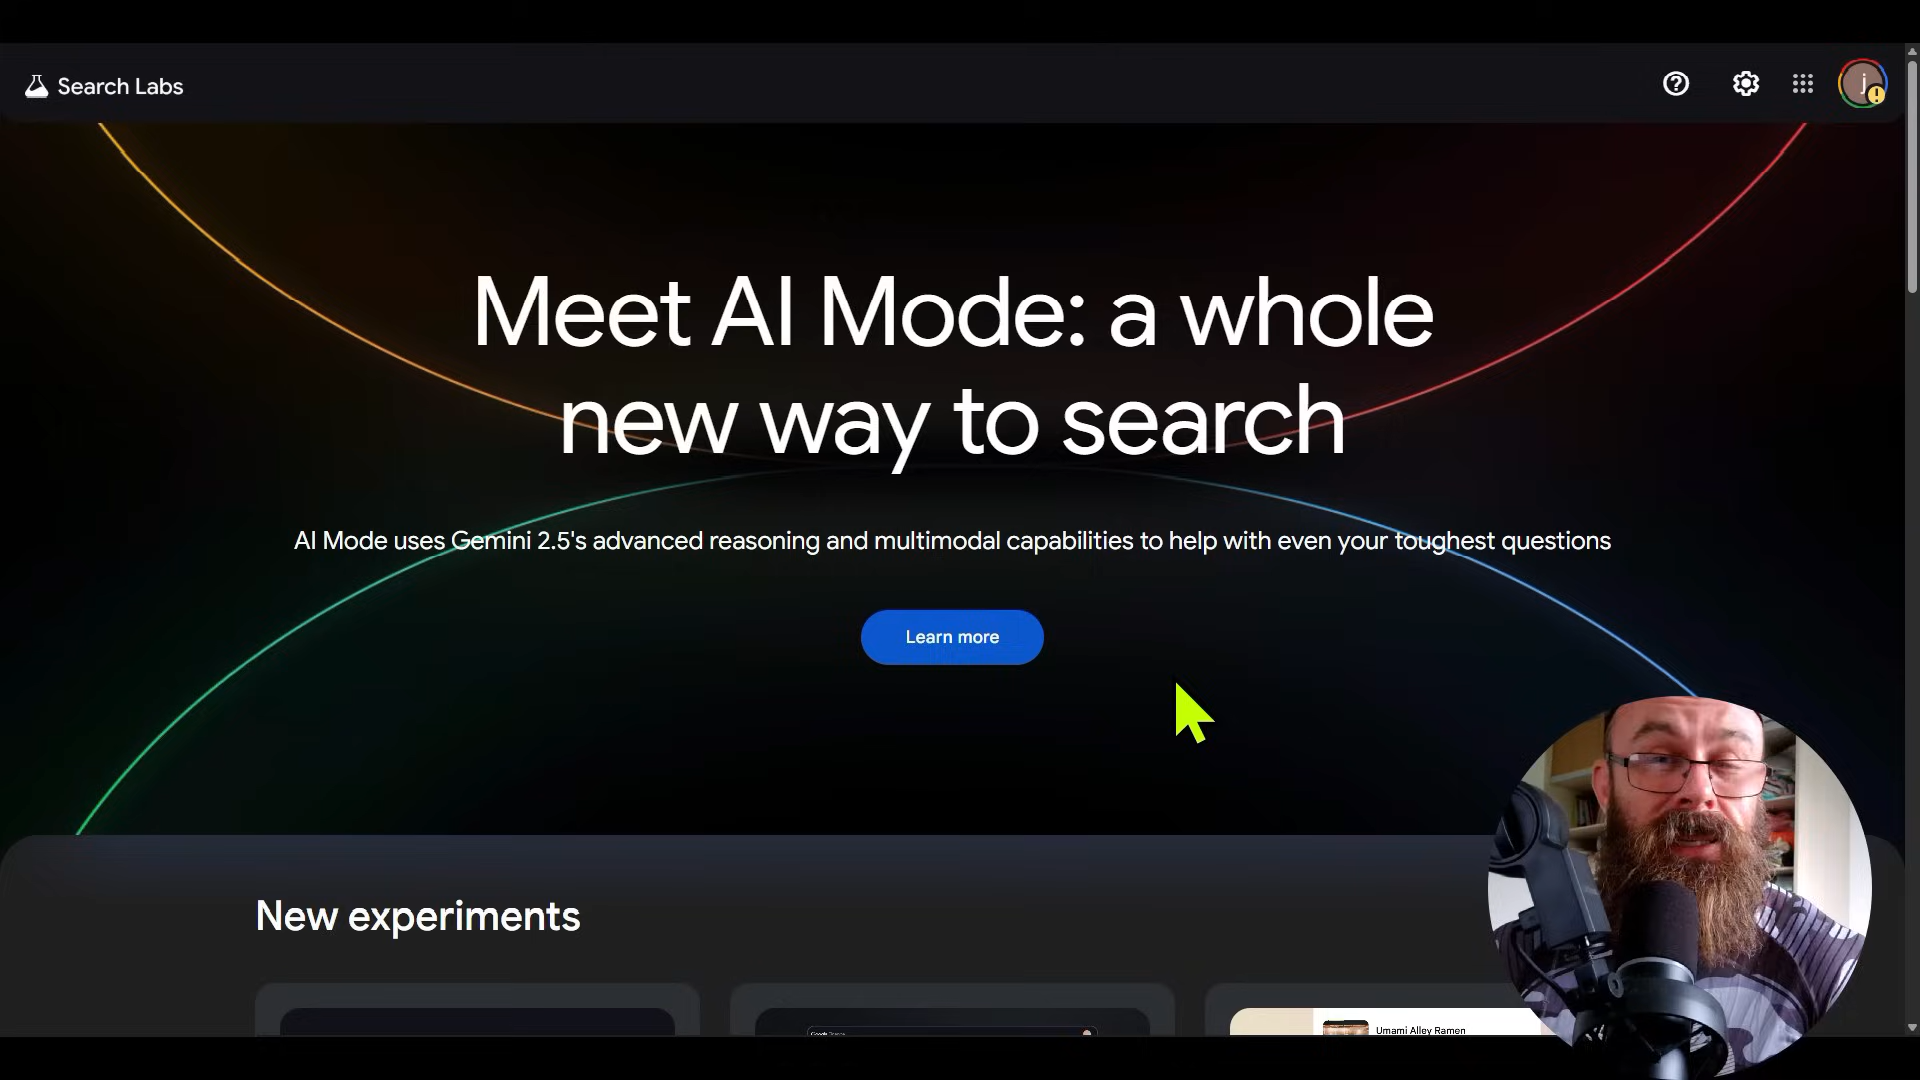 Search Labs
j
Meet AI Mode: a whole
new way to search
AI Mode uses Gemini 2.5's advanced reasoning and multimodal capabilities to help with even your toughest questions
Learn more
New experiments
Umami Alley Ramen